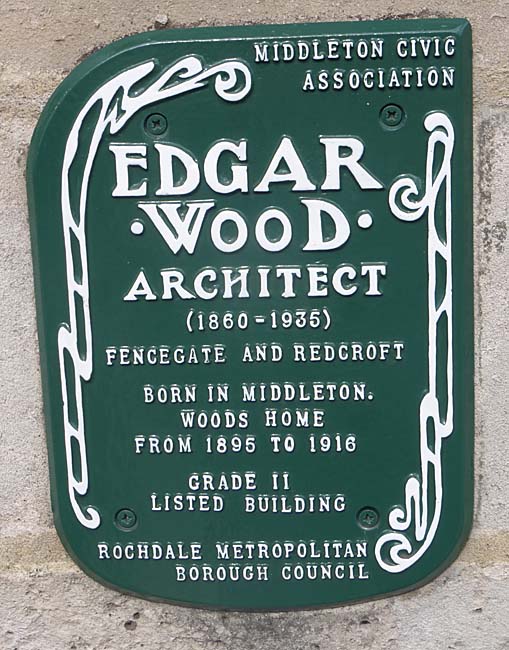 MIDDLETON CIVIC
ASSOCIATION
EDGAR
·WOOD·
ARCHITECT
(1860-1935)
FENCEGATE AND REDCROFT
BORN IN MIDDLETON.
WOODS HOME
FROM 1895 TO 1916
GRADE II
LISTED BUILDING
ROCHDALE METROPOLITAN
BOROUGH COUNCIL